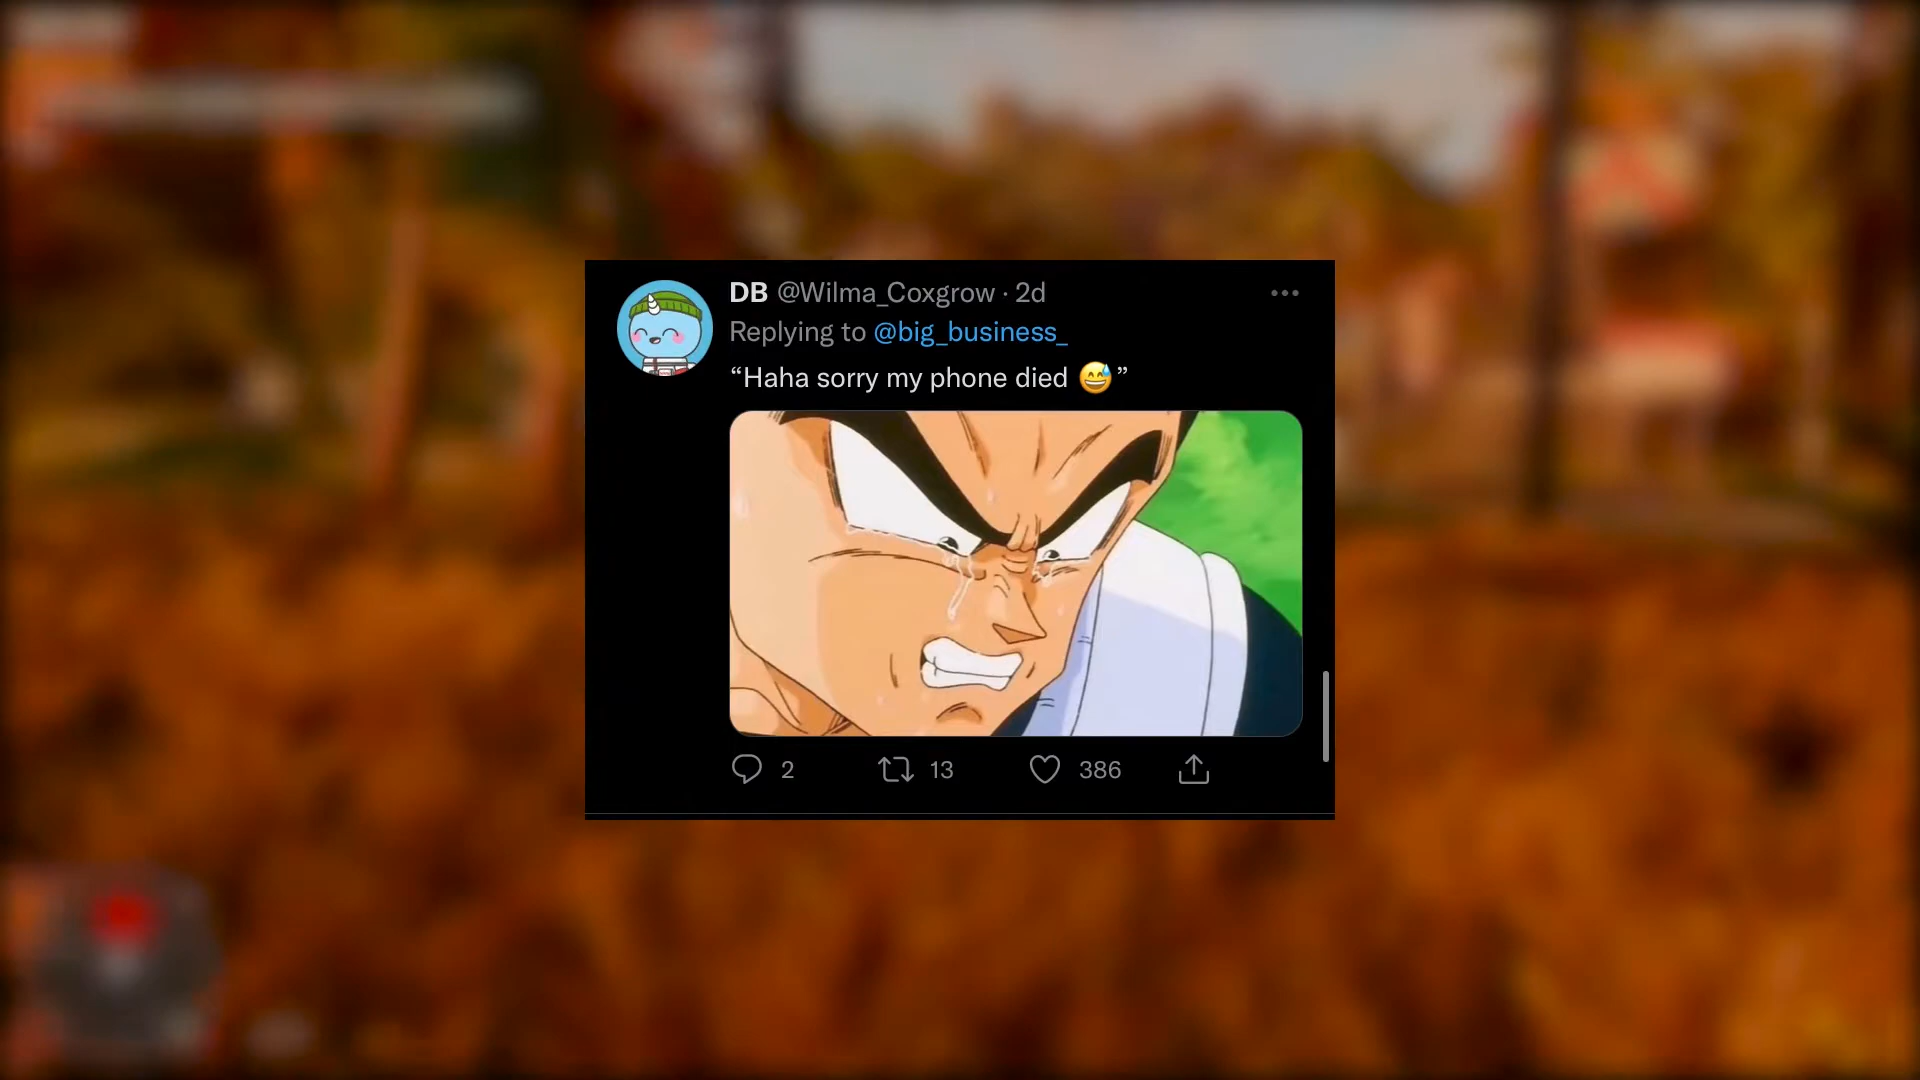 DB @Wilma_Coxgrow · 2d
Replying to @big_business_
“Haha sorry my phone died 😅”
2 13 386